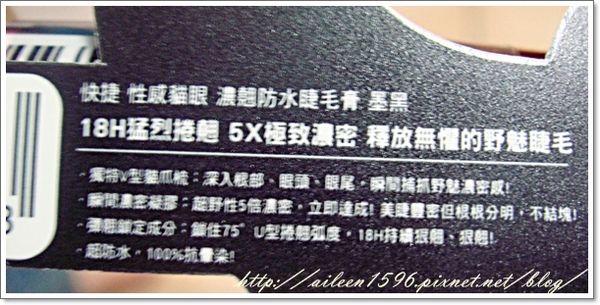 快捷 性感貓眼 濃翹防水睫毛膏 墨黑
18H猛烈捲翹 5X極致濃密 釋放無懼的野魅睫毛
·獨特V型貓爪梳：深入根部、眼頭、眼尾，瞬間捕抓野魅濃密感!
·瞬間濃密凝膠：超野性5倍濃密，立即達成! 美睫豐密但根根分明，不結塊!
·彈翹鎖定成分：鎖住75° U型捲翹弧度，18H持續狠翹、狠翹!
·超防水，100%抗暈染!
http://aileen1596.pixnet.net/blog/